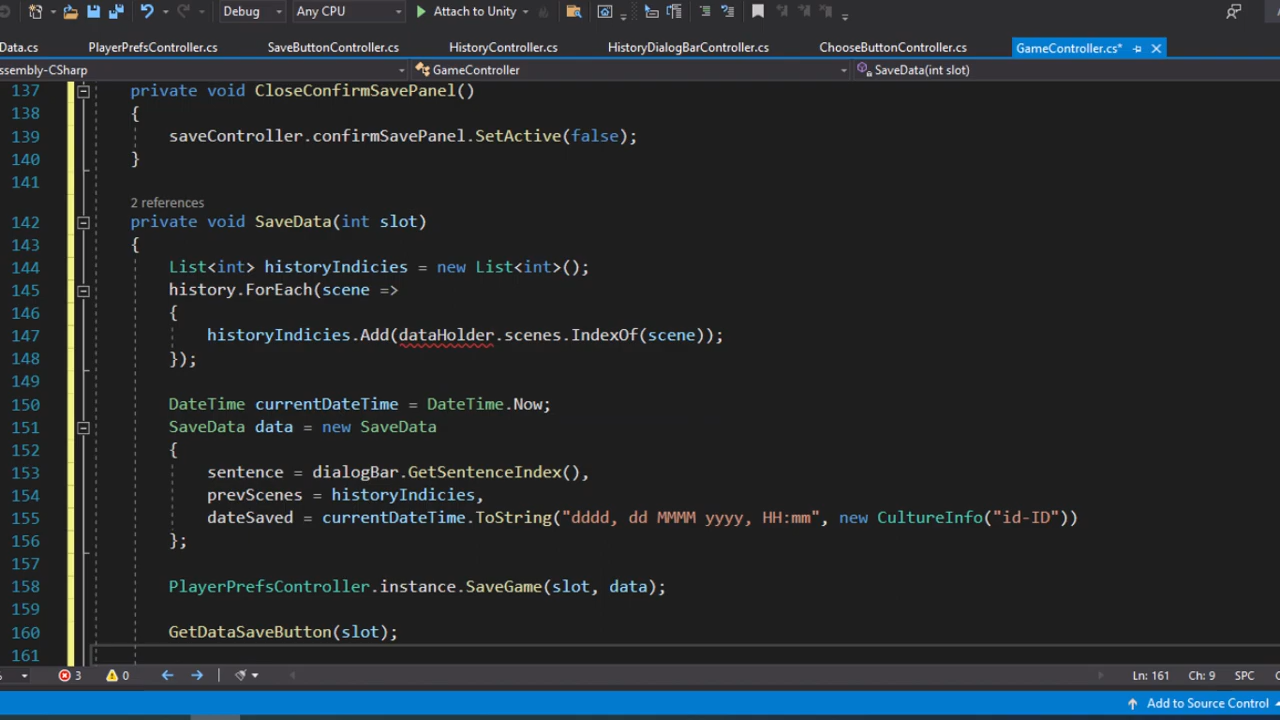 Debug
Any CPU
Attach to Unity
Data.cs
PlayerPrefsController.cs
SaveButtonController.cs
HistoryController.cs
HistoryDialogBarController.cs
ChooseButtonController.cs
GameController.cs*
ssembly-CSharp
GameController
SaveData(int slot)
137 private void CloseConfirmSavePanel()
138 {
139 saveController.confirmSavePanel.SetActive(false);
140 }
141
2 references
142 private void SaveData(int slot)
143 {
144 List<int> historyIndicies = new List<int>();
145 history.ForEach(scene =>
146 {
147 historyIndicies.Add(dataHolder.scenes.IndexOf(scene));
148 });
149
150 DateTime currentDateTime = DateTime.Now;
151 SaveData data = new SaveData
152 {
153 sentence = dialogBar.GetSentenceIndex(),
154 prevScenes = historyIndicies,
155 dateSaved = currentDateTime.ToString("dddd, dd MMMM yyyy, HH:mm", new CultureInfo("id-ID"))
156 };
157
158 PlayerPrefsController.instance.SaveGame(slot, data);
159
160 GetDataSaveButton(slot);
161
% 3 0 Ln: 161 Ch: 9 SPC
Add to Source Control